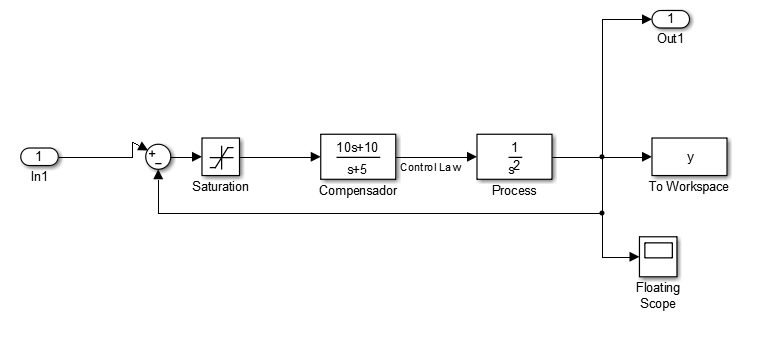 1
Out1
1
In1
+
−
Saturation
10s+10
s+5
Compensador
Control Law
1
s2
Process
y
To Workspace
Floating
Scope